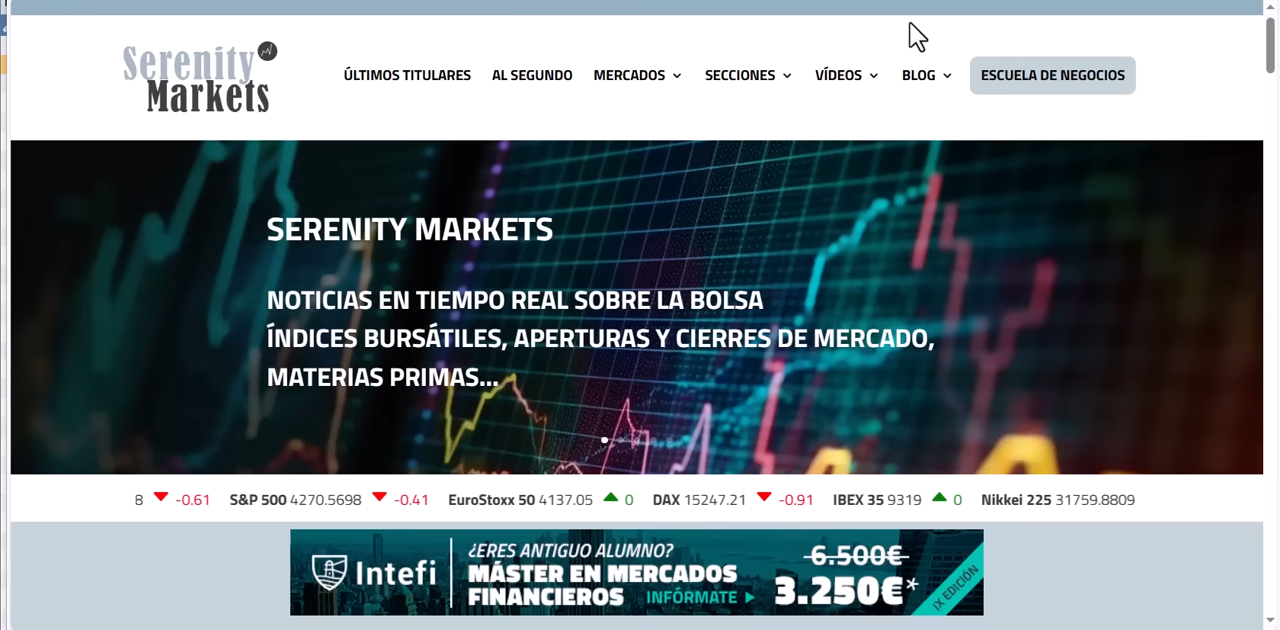 Serenity
Markets
ÚLTIMOS TITULARES AL SEGUNDO MERCADOS SECCIONES VÍDEOS BLOG ESCUELA DE NEGOCIOS
SERENITY MARKETS
NOTICIAS EN TIEMPO REAL SOBRE LA BOLSA
ÍNDICES BURSÁTILES, APERTURAS Y CIERRES DE MERCADO,
MATERIAS PRIMAS...
8 -0.61 S&P 500 4270.5698 -0.41 EuroStoxx 50 4137.05 0 DAX 15247.21 -0.91 IBEX 35 9319 0 Nikkei 225 31759.8809
Intefi
¿ERES ANTIGUO ALUMNO?
MÁSTER EN MERCADOS
FINANCIEROS INFÓRMATE
6.500€
3.250€*
IX EDICIÓN